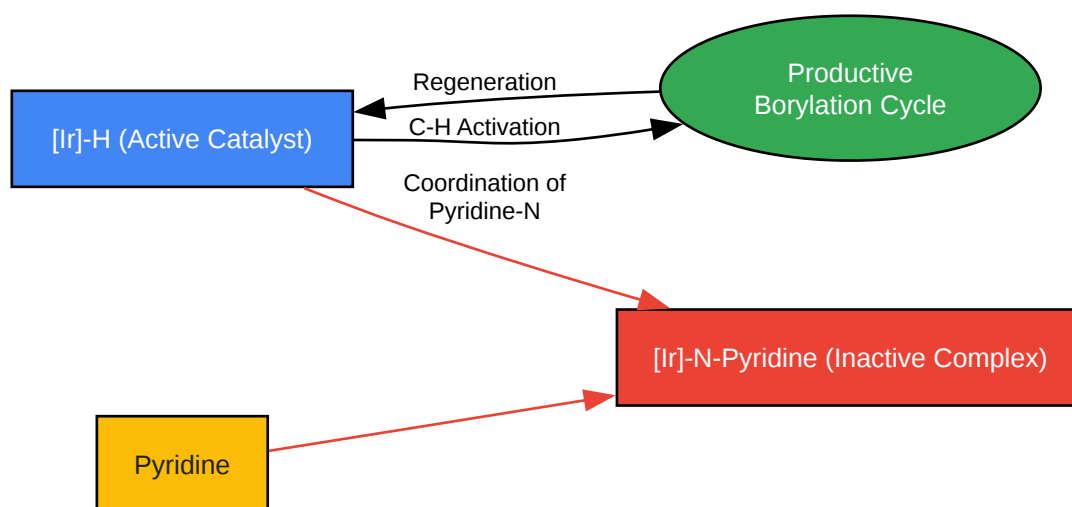 Productive
Borylation Cycle
Regeneration
[Ir]-H (Active Catalyst)
C-H Activation
Coordination of
Pyridine-N
[Ir]-N-Pyridine (Inactive Complex)
Pyridine